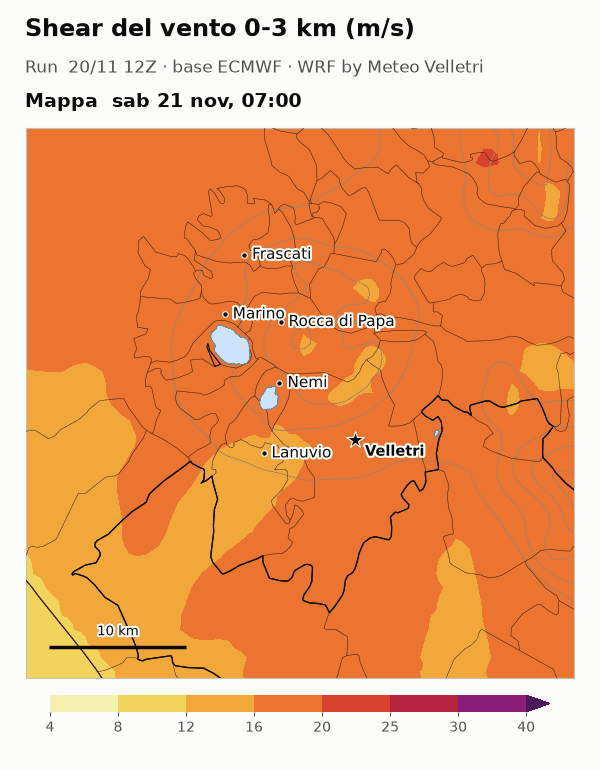 Shear del vento 0-3 km (m/s)
Run  20/11 12Z · base ECMWF · WRF by Meteo Velletri
Mappa  sab 21 nov, 07:00
Frascati
Marino
Rocca di Papa
Nemi
Velletri
Lanuvio
10 km
4 8 12 16 20 25 30 40